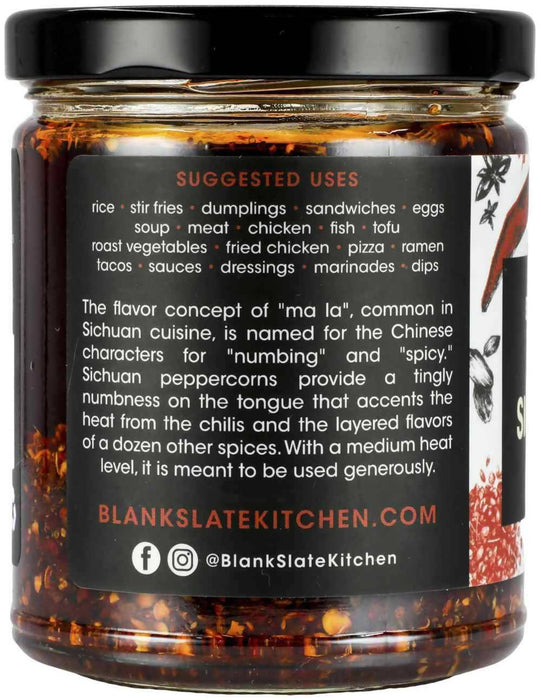 SUGGESTED USES
rice • stir fries • dumplings • sandwiches • eggs
soup • meat • chicken • fish • tofu
roast vegetables • fried chicken • pizza • ramen
tacos • sauces • dressings • marinades • dips
The flavor concept of "ma la", common in
Sichuan cuisine, is named for the Chinese
characters for "numbing" and "spicy."
Sichuan peppercorns provide a tingly
numbness on the tongue that accents the
heat from the chilis and the layered flavors
of a dozen other spices. With a medium heat
level, it is meant to be used generously.
BLANKSLATEKITCHEN.COM
@BlankSlateKitchen